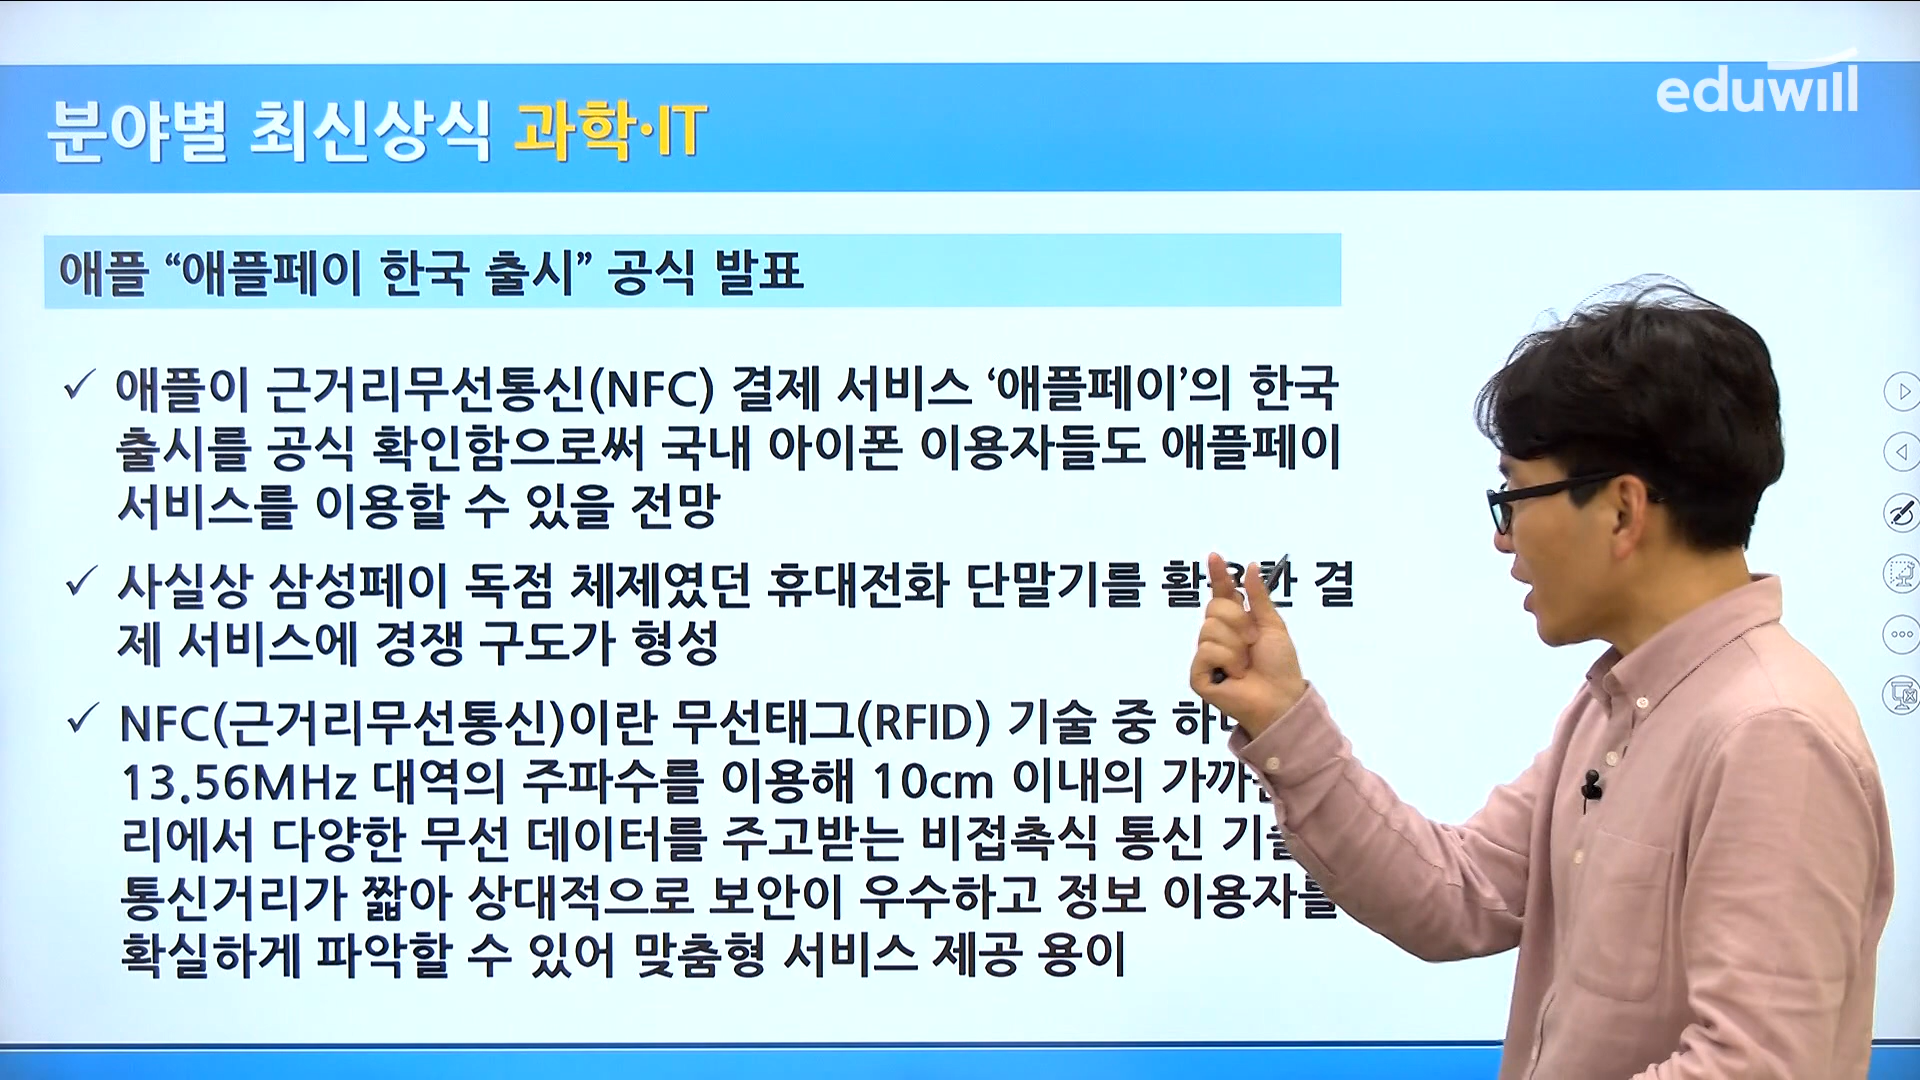 eduwill
분야별 최신상식 과학·IT
애플 “애플페이 한국 출시” 공식 발표
✓ 애플이 근거리무선통신(NFC) 결제 서비스 ‘애플페이’의 한국
출시를 공식 확인함으로써 국내 아이폰 이용자들도 애플페이
서비스를 이용할 수 있을 전망
✓ 사실상 삼성페이 독점 체제였던 휴대전화 단말기를 결
제 서비스에 경쟁 구도가 형성
✓ NFC(근거리무선통신)이란 무선태그(RFID) 기술 중
13.56MHz 대역의 주파수를 이용해 10cm 이내의
리에서 다양한 무선 데이터를 주고받는 비접촉식 통신
통신거리가 짧아 상대적으로 보안이 우수하고 정보 이용자를
확실하게 파악할 수 있어 맞춤형 서비스 제공 용이